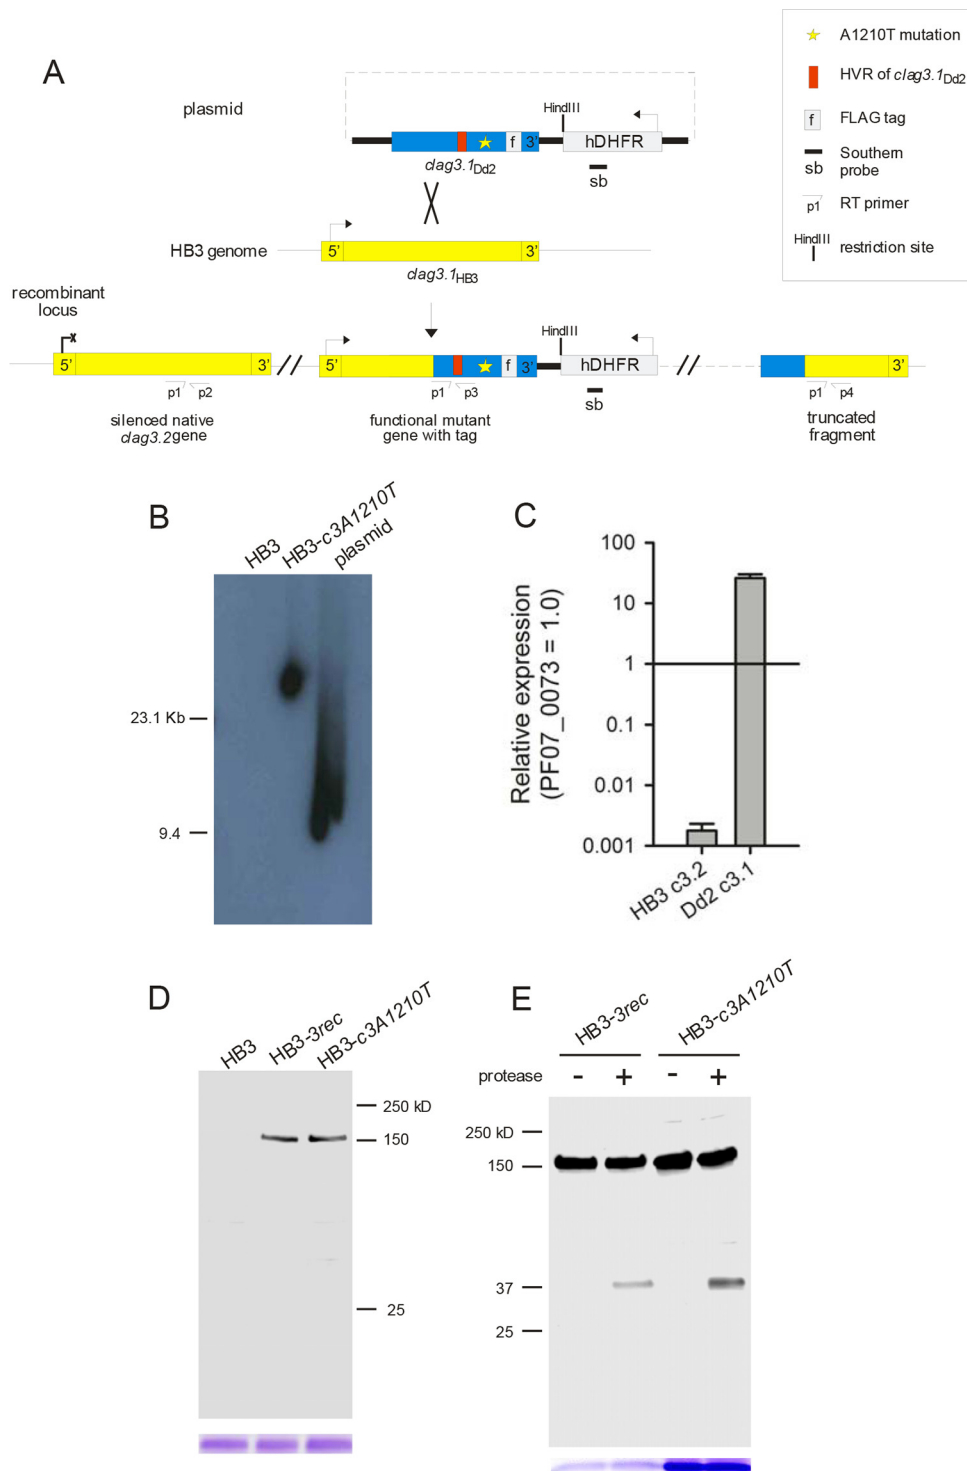 A
plasmid
HindIII
f
3'
hDHFR
clag3.1Dd2
sb
HB3 genome
5'
3'
clag3.1HB3
recombinant
locus
5'
3'
p1
p2
silenced native
clag3.2 gene
HindIII
f
3'
hDHFR
5'
p1
p3
sb
functional mutant
gene with tag
3'
p1
p4
truncated
fragment
A1210T mutation
HVR of clag3.1Dd2
f
FLAG tag
sb
Southern
probe
p1
RT primer
HindIII
restriction site
B
HB3
HB3-c3A1210T
plasmid
23.1 Kb
9.4
C
Relative expression
(PF07_0073 = 1.0)
100
10
1
0.1
0.01
0.001
HB3 c3.2
Dd2 c3.1
D
HB3
HB3-3rec
HB3-c3A1210T
250 kD
150
25
E
HB3-3rec
HB3-c3A1210T
protease
- + - +
250 kD
150
37
25